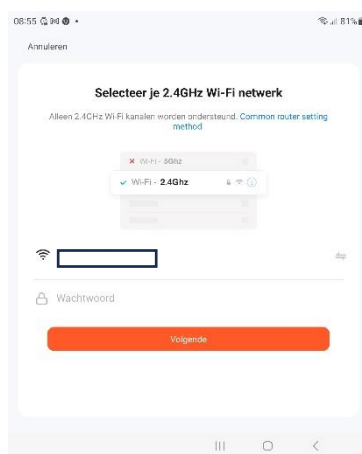 08:55
81%
Annuleren
Selecteer je 2.4GHz Wi-Fi netwerk
Alleen 2.4GHz Wi-Fi kanalen worden ondersteund. Common router setting
method
Wi-Fi - 5Ghz
Wi-Fi - 2.4Ghz
Wachtwoord
Volgende